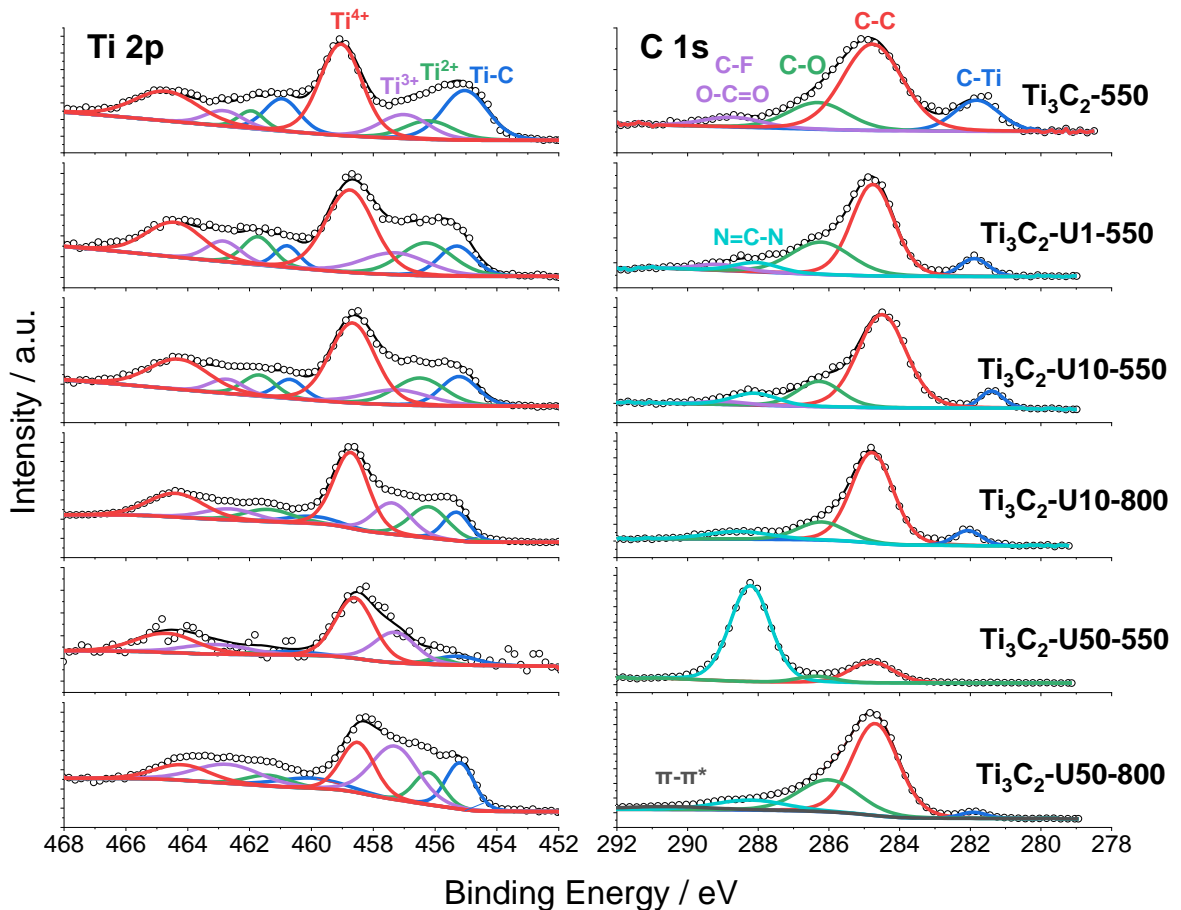 Ti 2p
Ti⁴⁺
Ti³⁺
Ti²⁺
Ti-C
C 1s
C-C
C-F
O-C=O
C-O
C-Ti
Ti₃C₂-550
N=C-N
Ti₃C₂-U1-550
Ti₃C₂-U10-550
Ti₃C₂-U10-800
Ti₃C₂-U50-550
π-π*
Ti₃C₂-U50-800
Intensity / a.u.
468 466 464 462 460 458 456 454 452
292 290 288 286 284 282 280 278
Binding Energy / eV